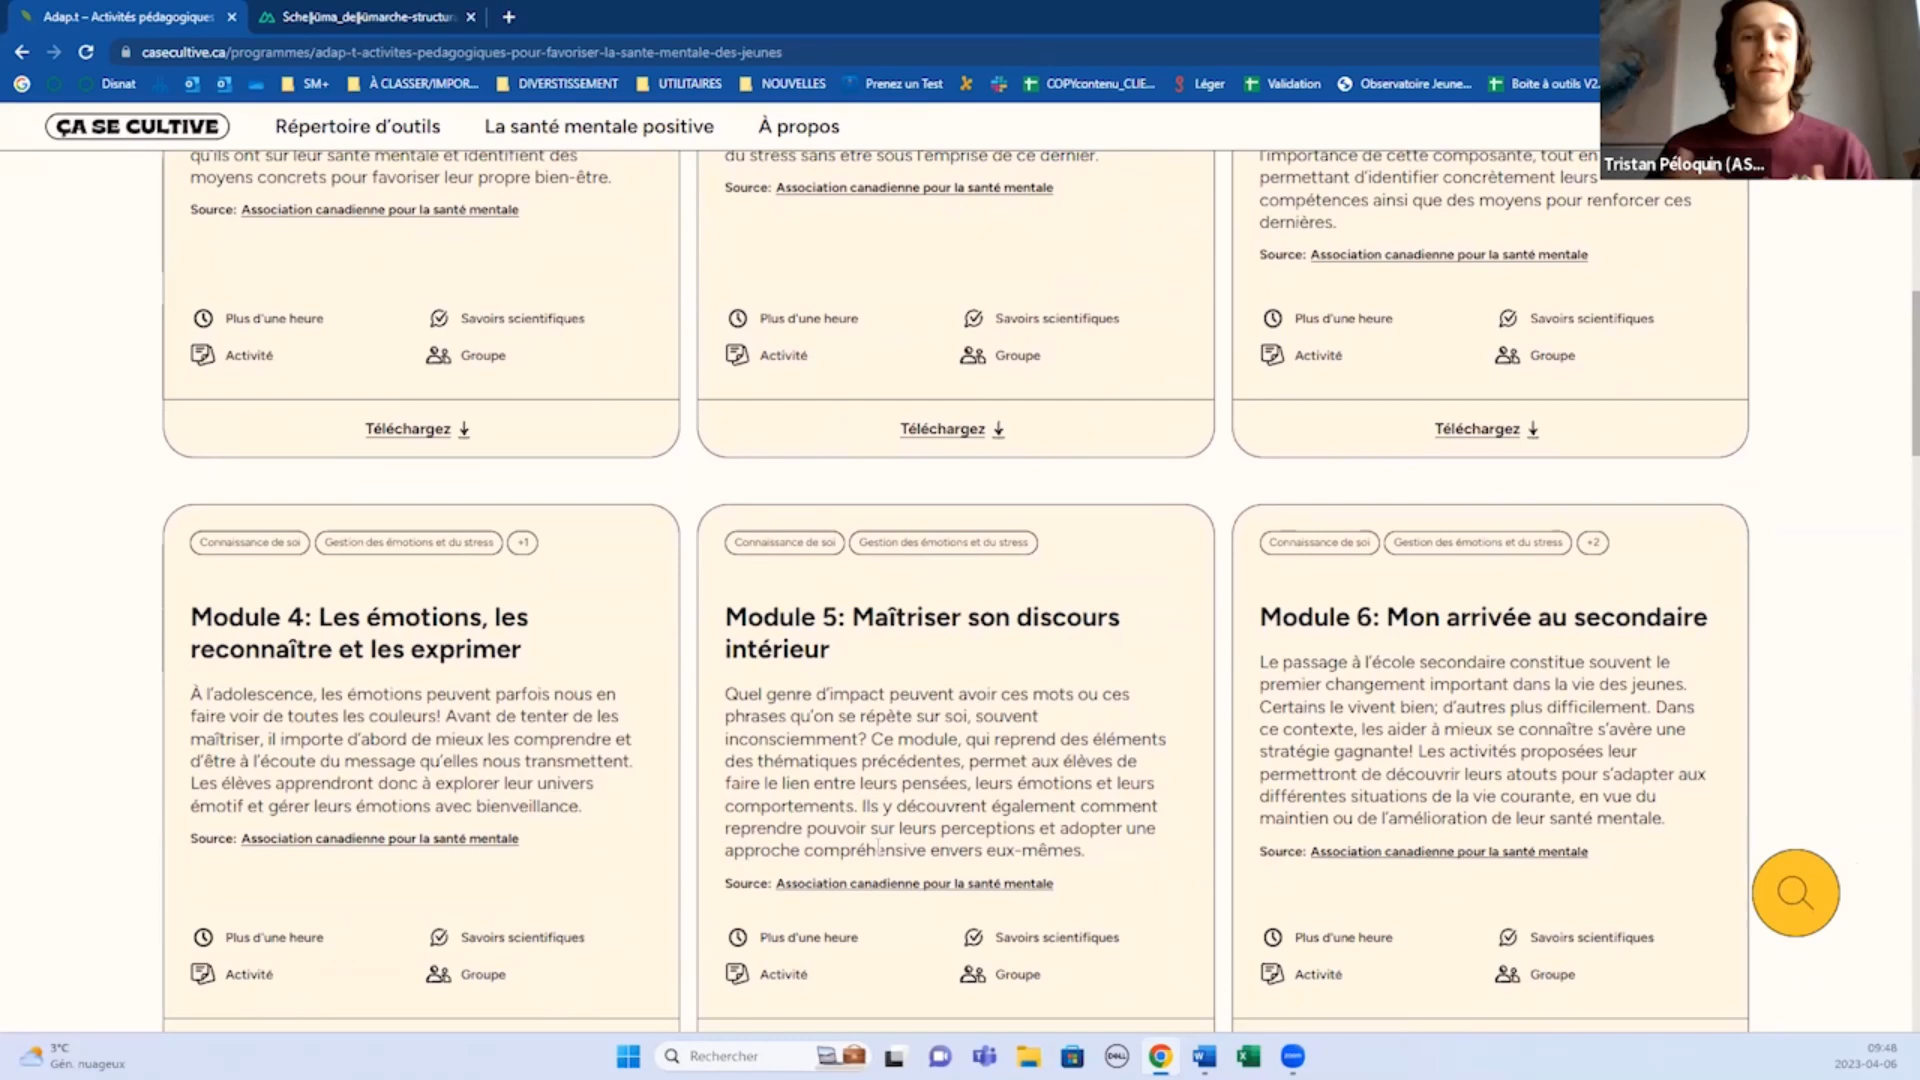 Adap.t – Activités pédagogiques
casecultive.ca/programmes/adap-t-activites-pedagogiques-pour-favoriser-la-sante-mentale-des-jeunes
Disnat
SM+
À CLASSER/IMPOR...
DIVERSTISSEMENT
UTILITAIRES
NOUVELLES
Prenez un Test
COPYcontenu_CLIE...
Léger
Validation
Observatoire Jeune...
Boite à outils V2
ÇA SE CULTIVE
Répertoire d'outils
La santé mentale positive
À propos
Tristan Péloquin (AS...
qu'ils ont sur leur santé mentale et identifient des
moyens concrets pour favoriser leur propre bien-être.
Source: Association canadienne pour la santé mentale
Plus d'une heure
Savoirs scientifiques
Activité
Groupe
Téléchargez
du stress sans être sous l'emprise de ce dernier.
Source: Association canadienne pour la santé mentale
Plus d'une heure
Savoirs scientifiques
Activité
Groupe
Téléchargez
l'importance de cette composante, tout en
permettant d'identifier concrètement leurs
compétences ainsi que des moyens pour renforcer ces
dernières.
Source: Association canadienne pour la santé mentale
Plus d'une heure
Savoirs scientifiques
Activité
Groupe
Téléchargez
Connaissance de soi
Gestion des émotions et du stress
+1
Module 4: Les émotions, les
reconnaître et les exprimer
À l'adolescence, les émotions peuvent parfois nous en
faire voir de toutes les couleurs! Avant de tenter de les
maîtriser, il importe d'abord de mieux les comprendre et
d'être à l'écoute du message qu'elles nous transmettent.
Les élèves apprendront donc à explorer leur univers
émotif et gérer leurs émotions avec bienveillance.
Source: Association canadienne pour la santé mentale
Plus d'une heure
Savoirs scientifiques
Activité
Groupe
Connaissance de soi
Gestion des émotions et du stress
Module 5: Maîtriser son discours
intérieur
Quel genre d'impact peuvent avoir ces mots ou ces
phrases qu'on se répète sur soi, souvent
inconsciemment? Ce module, qui reprend des éléments
des thématiques précédentes, permet aux élèves de
faire le lien entre leurs pensées, leurs émotions et leurs
comportements. Ils y découvrent également comment
reprendre pouvoir sur leurs perceptions et adopter une
approche compréhensive envers eux-mêmes.
Source: Association canadienne pour la santé mentale
Plus d'une heure
Savoirs scientifiques
Activité
Groupe
Connaissance de soi
Gestion des émotions et du stress
+2
Module 6: Mon arrivée au secondaire
Le passage à l'école secondaire constitue souvent le
premier changement important dans la vie des jeunes.
Certains le vivent bien; d'autres plus difficilement. Dans
ce contexte, les aider à mieux se connaître s'avère une
stratégie gagnante! Les activités proposées leur
permettront de découvrir leurs atouts pour s'adapter aux
différentes situations de la vie courante, en vue du
maintien ou de l'amélioration de leur santé mentale.
Source: Association canadienne pour la santé mentale
Plus d'une heure
Savoirs scientifiques
Activité
Groupe
3°C
Gén. nuageux
Rechercher
DELL
zoom
09:48
2023-04-06